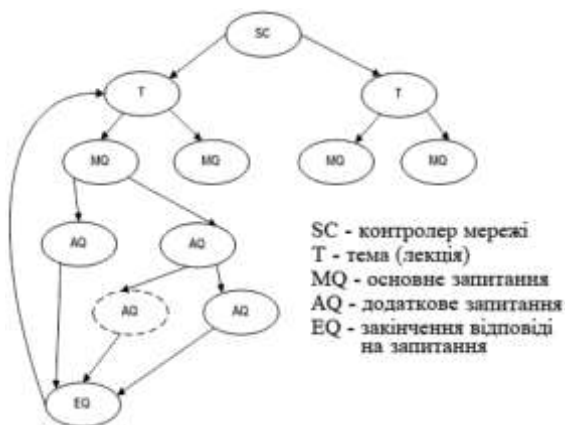 SC
T
T
MQ
MQ
MQ
MQ
AQ
AQ
AQ
AQ
EQ
SC - контролер мережі
T - тема (лекція)
MQ - основне запитання
AQ - додаткове запитання
EQ - закінчення відповіді
на запитання